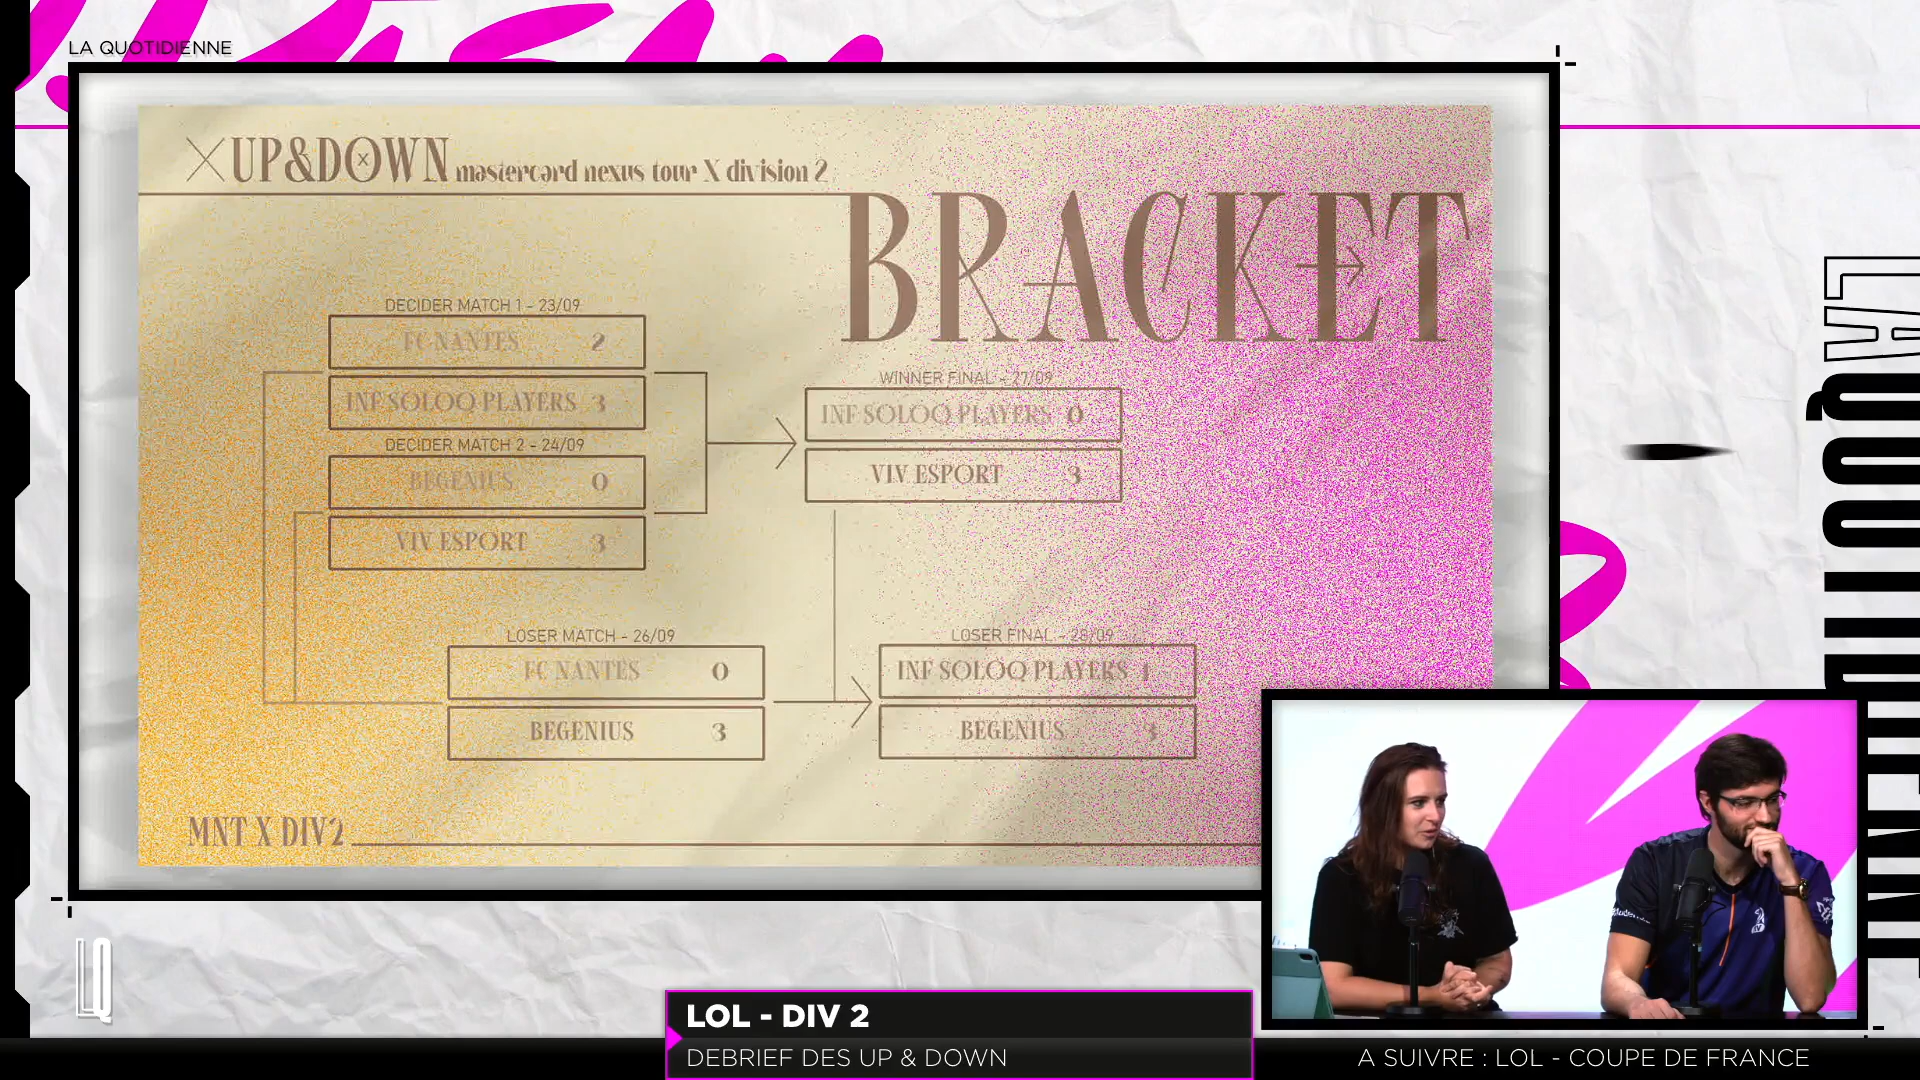 LA QUOTIDIENNE
UP&DOWN mastercard nexus tour X division 2
BRACKET
DECIDER MATCH 1 - 23/09
FC NANTES 2
INF SOLOQ PLAYERS 3
DECIDER MATCH 2 - 24/09
BEGENIUS 0
VIV ESPORT 3
WINNER FINAL - 27/09
INF SOLOQ PLAYERS 0
VIV ESPORT 3
LOSER MATCH - 26/09
FC NANTES 0
BEGENIUS 3
LOSER FINAL - 28/09
INF SOLOQ PLAYERS 1
BEGENIUS 3
MNT X DIV2
LA QUOTIDIENNE
LQ
LOL - DIV 2
DEBRIEF DES UP & DOWN
A SUIVRE : LOL - COUPE DE FRANCE